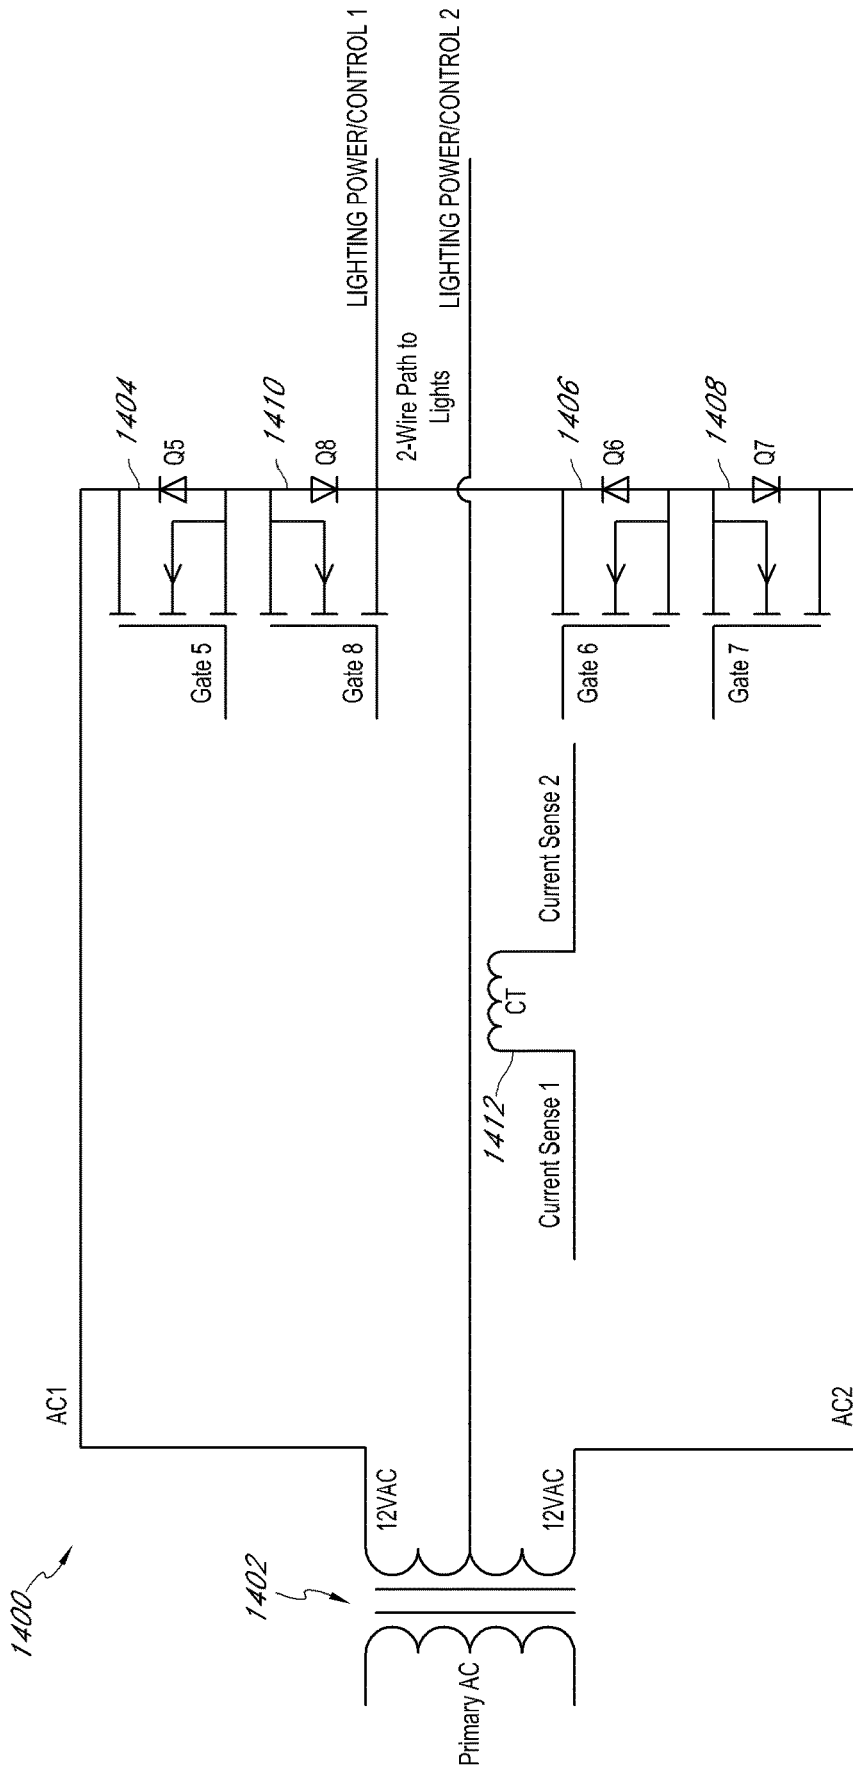 1400
1402
Primary AC
12VAC
12VAC
AC1
AC2
1412
CT
Current Sense 1
Current Sense 2
Gate 5
Gate 8
Gate 6
Gate 7
1404
Q5
1410
Q8
1406
Q6
1408
Q7
2-Wire Path to
Lights
LIGHTING POWER/CONTROL 1
LIGHTING POWER/CONTROL 2